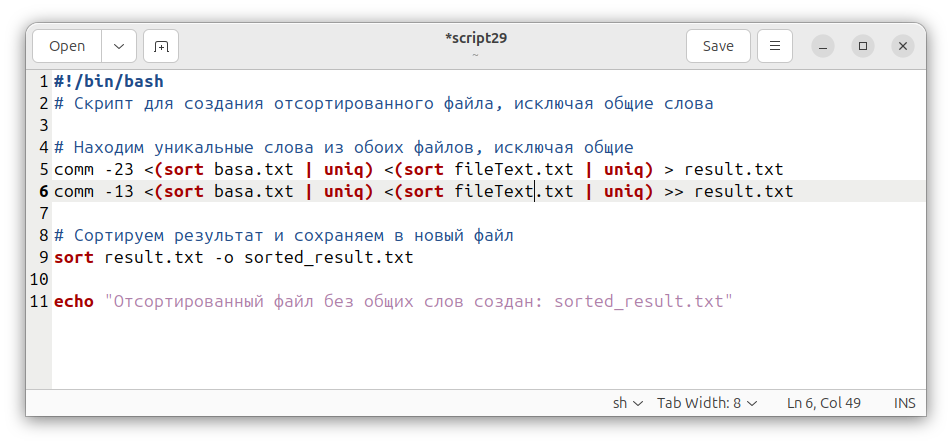 Open
*script29
~
Save
1 #!/bin/bash
2 # Скрипт для создания отсортированного файла, исключая общие слова
3
4 # Находим уникальные слова из обоих файлов, исключая общие
5 comm -23 <(sort basa.txt | uniq) <(sort fileText.txt | uniq) > result.txt
6 comm -13 <(sort basa.txt | uniq) <(sort fileText.txt | uniq) >> result.txt
7
8 # Сортируем результат и сохраняем в новый файл
9 sort result.txt -o sorted_result.txt
10
11 echo "Отсортированный файл без общих слов создан: sorted_result.txt"
sh Tab Width: 8 Ln 6, Col 49 INS